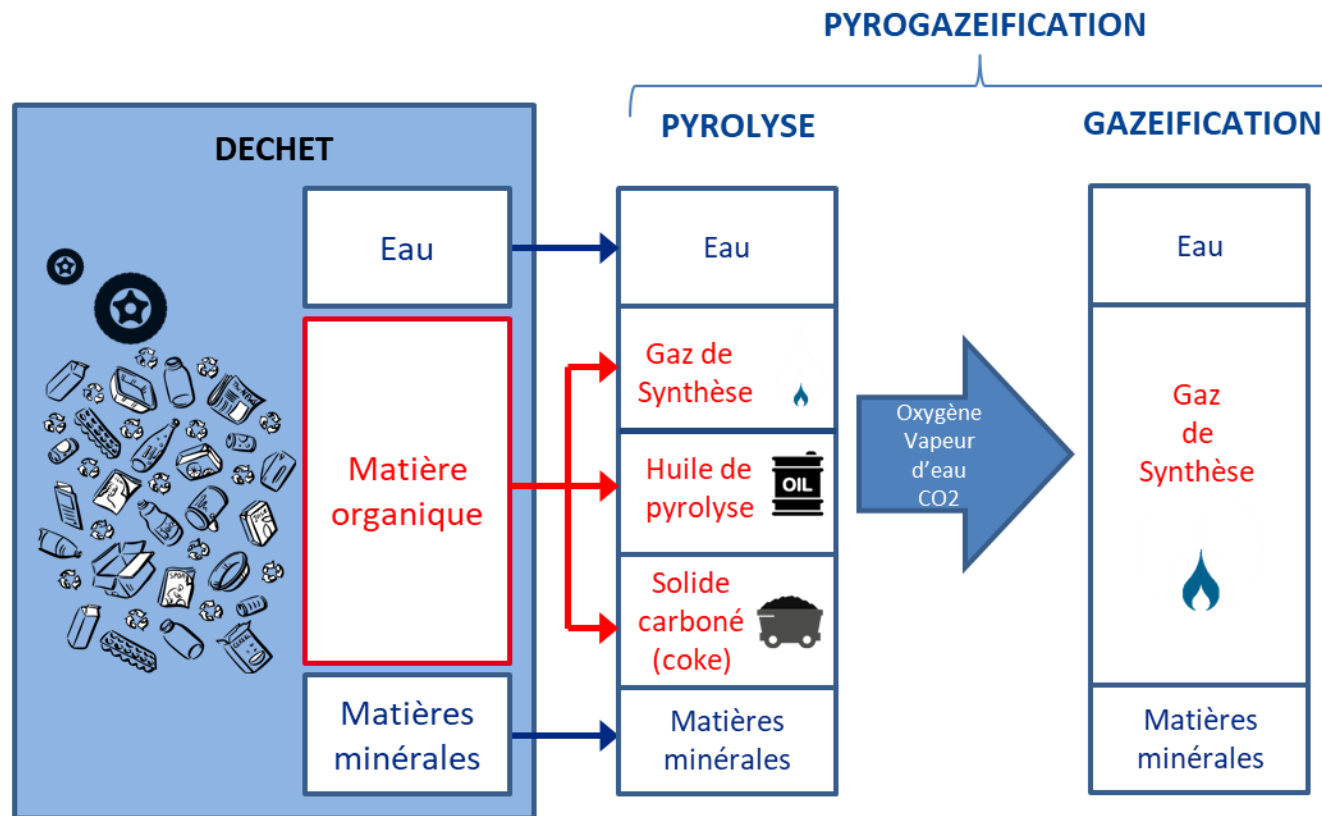 PYROGAZEIFICATION
DECHET
Eau
Matière
organique
Matières
minérales
PYROLYSE
Eau
Gaz de
Synthèse
Huile de
pyrolyse
OIL
Solide
carboné
(coke)
Matières
minérales
Oxygène
Vapeur
d'eau
CO2
GAZEIFICATION
Eau
Gaz
de
Synthèse
Matières
minérales